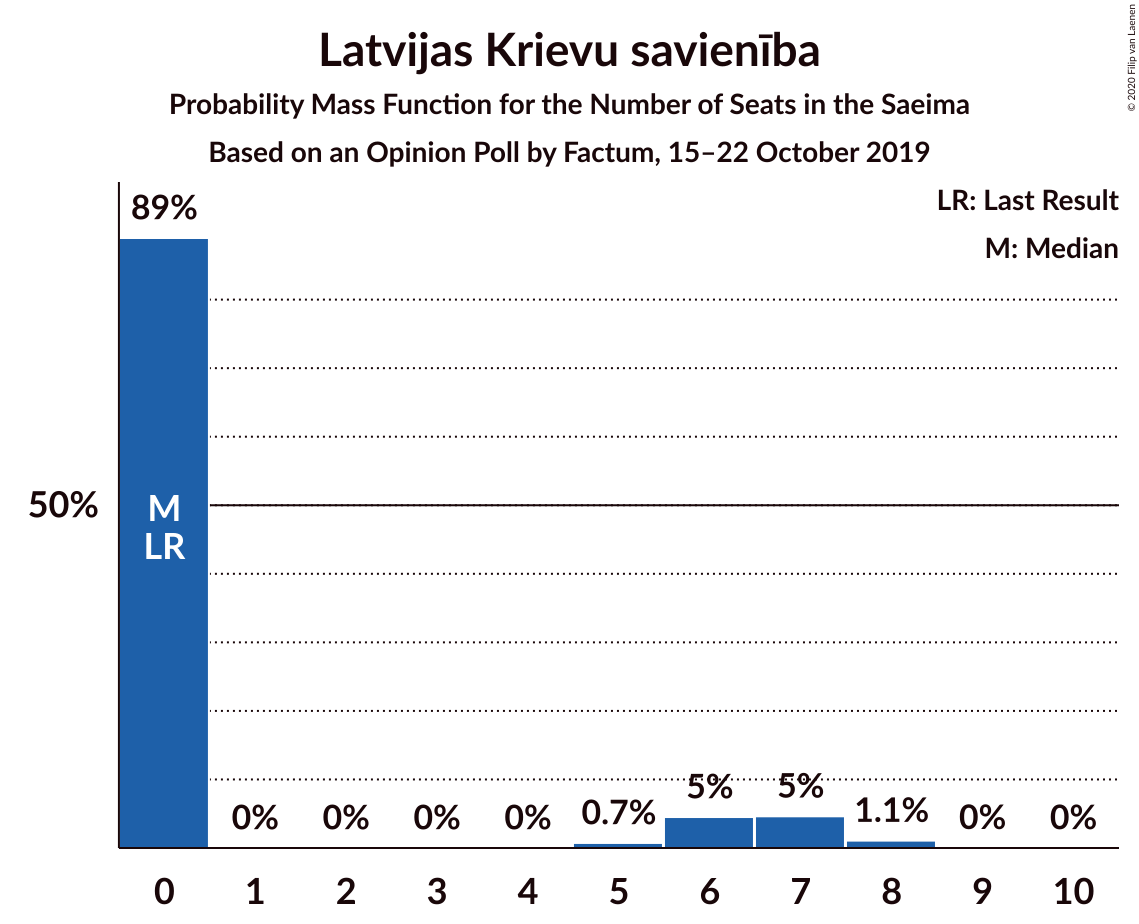 Latvijas Krievu savienība
Probability Mass Function for the Number of Seats in the Saeima
Based on an Opinion Poll by Factum, 15–22 October 2019
© 2020 Filip van Laenen
LR: Last Result
M: Median
89%
50%
M
LR
0% 0% 0% 0% 0.7% 5% 5% 1.1% 0% 0%
0 1 2 3 4 5 6 7 8 9 10